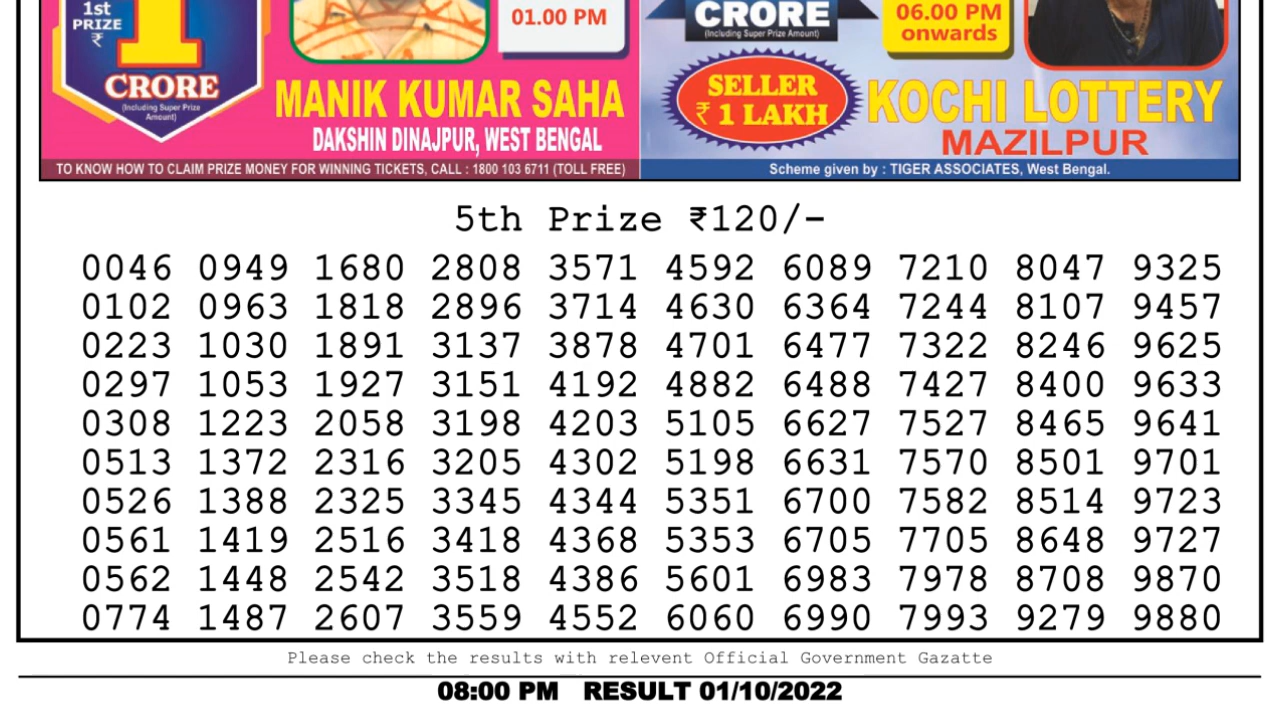 1st
PRIZE
₹
1
CRORE
(Including Super Prize
Amount)
01.00 PM
MANIK KUMAR SAHA
DAKSHIN DINAJPUR, WEST BENGAL
TO KNOW HOW TO CLAIM PRIZE MONEY FOR WINNING TICKETS, CALL : 1800 103 6711 (TOLL FREE)
CRORE
(Including Super Prize Amount)
06.00 PM
onwards
SELLER
₹ 1 LAKH
KOCHI LOTTERY
MAZILPUR
Scheme given by : TIGER ASSOCIATES, West Bengal.
5th Prize ₹120/-
0046 0949 1680 2808 3571 4592 6089 7210 8047 9325
0102 0963 1818 2896 3714 4630 6364 7244 8107 9457
0223 1030 1891 3137 3878 4701 6477 7322 8246 9625
0297 1053 1927 3151 4192 4882 6488 7427 8400 9633
0308 1223 2058 3198 4203 5105 6627 7527 8465 9641
0513 1372 2316 3205 4302 5198 6631 7570 8501 9701
0526 1388 2325 3345 4344 5351 6700 7582 8514 9723
0561 1419 2516 3418 4368 5353 6705 7705 8648 9727
0562 1448 2542 3518 4386 5601 6983 7978 8708 9870
0774 1487 2607 3559 4552 6060 6990 7993 9279 9880
Please check the results with relevent Official Government Gazatte
08:00 PM RESULT 01/10/2022